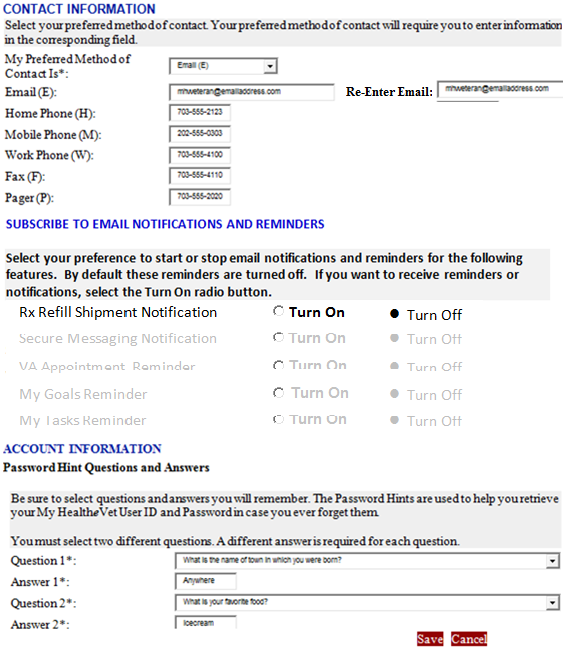 CONTACT INFORMATION
Select your preferred method of contact. Your preferred method of contact will require you to enter information
in the corresponding field.
My Preferred Method of
Contact Is*: Email (E)
Email (E): mhveteran@emailaddress.com Re-Enter Email: mhveteran@emailaddress.com
Home Phone (H): 703-555-2123
Mobile Phone (M): 202-555-0303
Work Phone (W): 703-555-4100
Fax (F): 703-555-4110
Pager (P): 703-555-2020
SUBSCRIBE TO EMAIL NOTIFICATIONS AND REMINDERS
Select your preference to start or stop email notifications and reminders for the following
features. By default these reminders are turned off. If you want to receive reminders or
notifications, select the Turn On radio button.
Rx Refill Shipment Notification Turn On Turn Off
Secure Messaging Notification Turn On Turn Off
VA Appointment Reminder Turn On Turn Off
My Goals Reminder Turn On Turn Off
My Tasks Reminder Turn On Turn Off
ACCOUNT INFORMATION
Password Hint Questions and Answers
Be sure to select questions and answers you will remember. The Password Hints are used to help you retrieve
your My HealtheVet User ID and Password in case you ever forget them.
You must select two different questions. A different answer is required for each question.
Question 1*: What is the name of town in which you were born?
Answer 1*: Anywhere
Question 2*: What is your favorite food?
Answer 2*: Icecream
Save Cancel